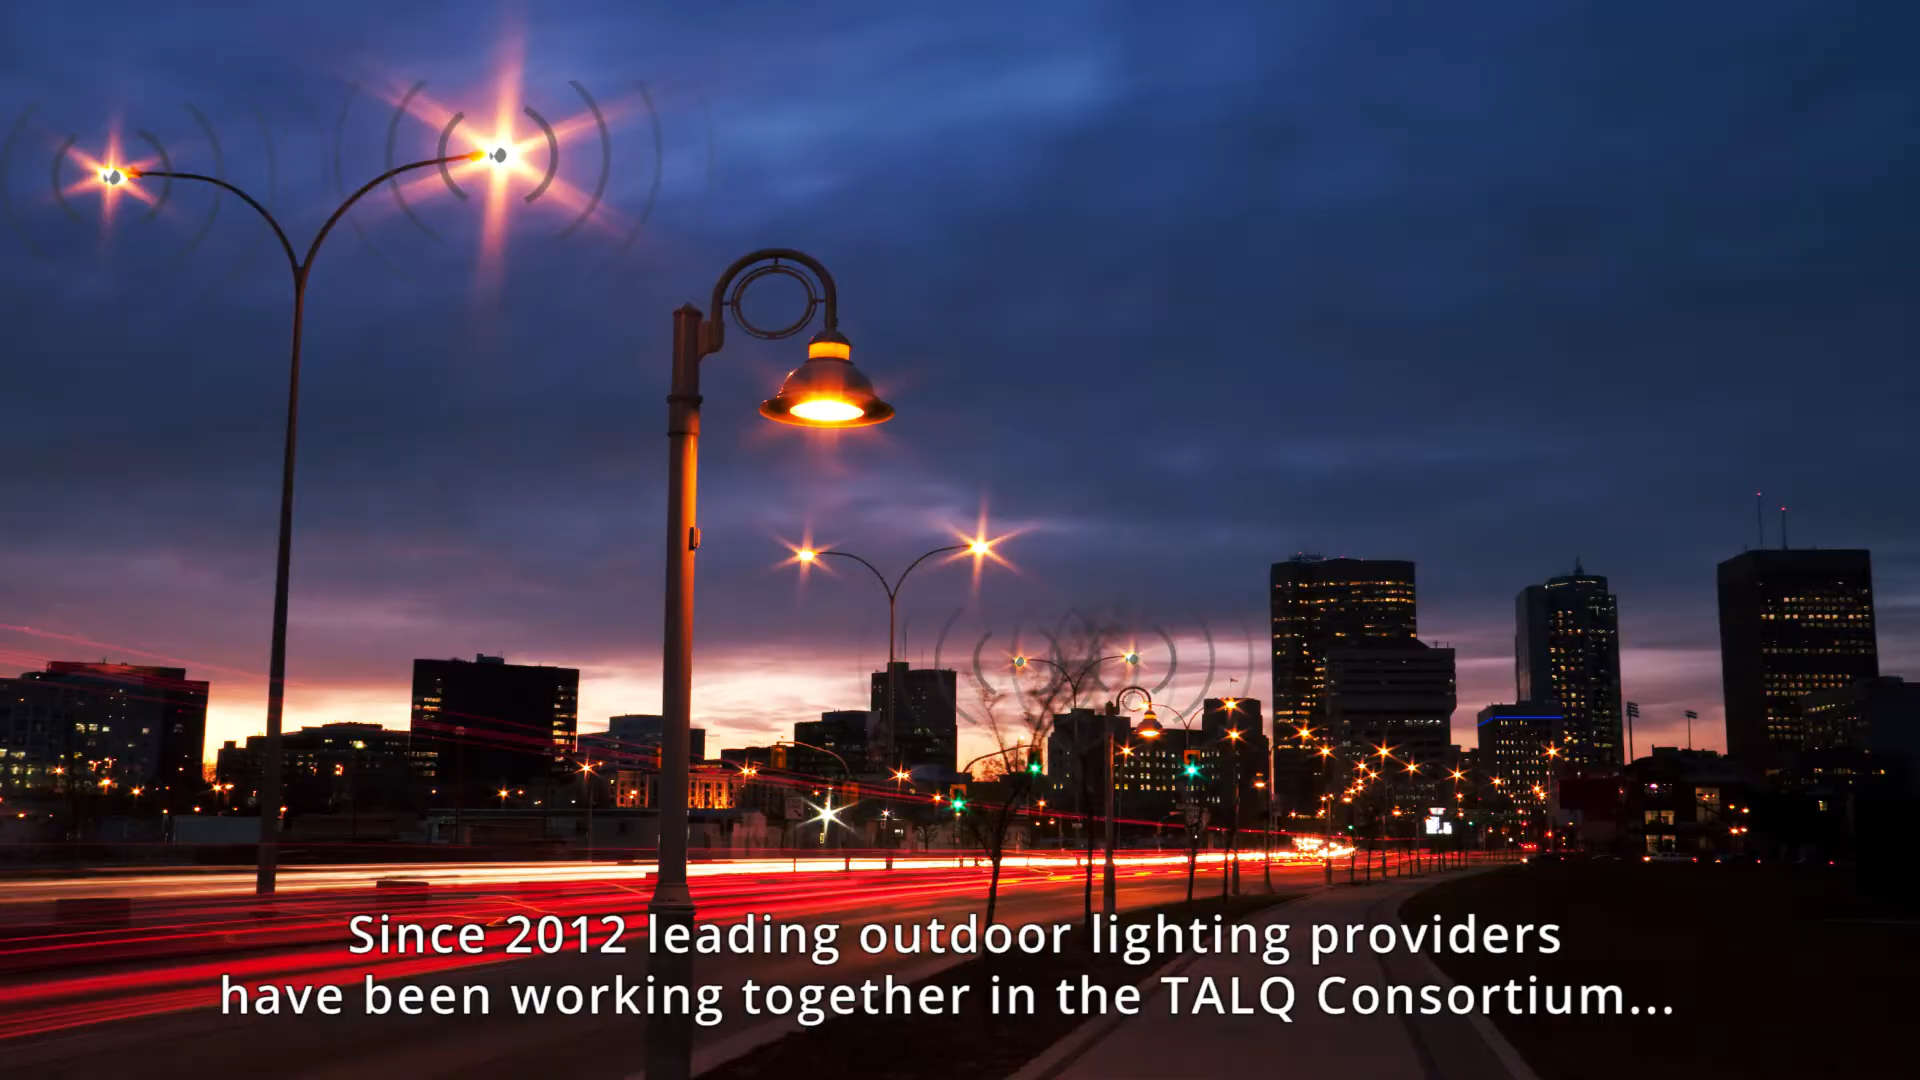 Since 2012 leading outdoor lighting providers
have been working together in the TALQ Consortium...